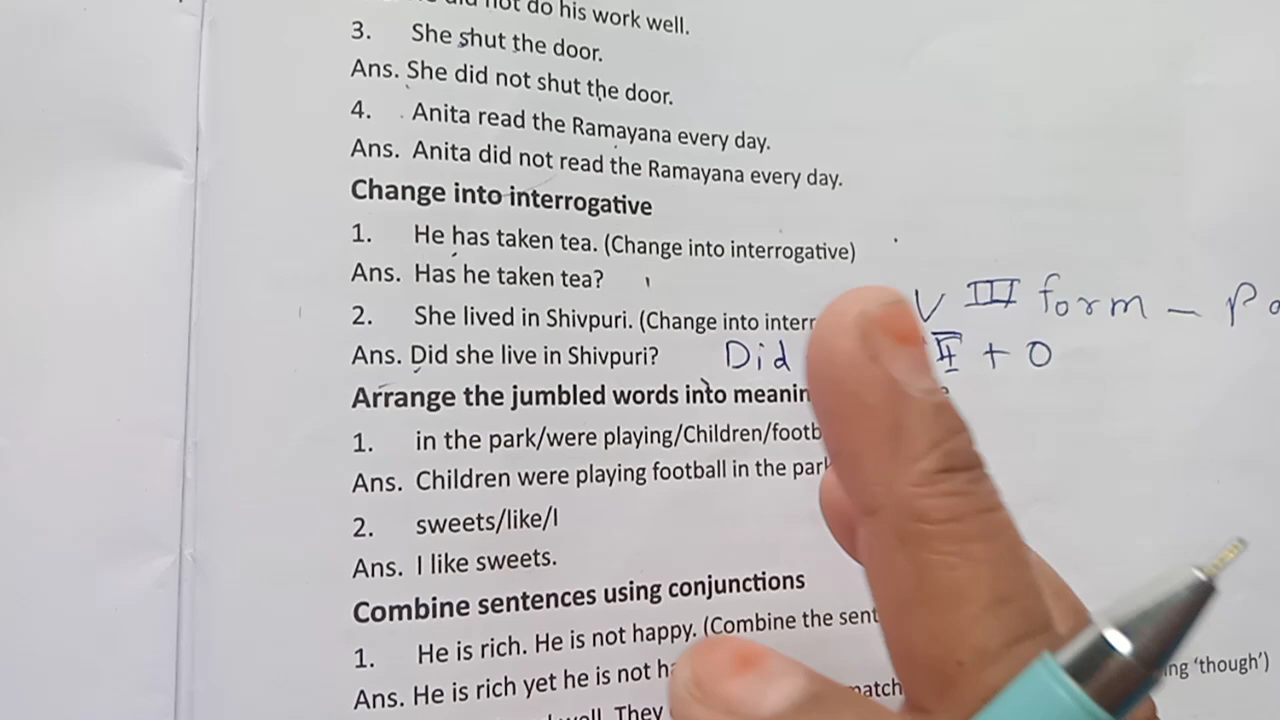 not do his work well.
3. She shut the door.
Ans. She did not shut the door.
4. Anita read the Ramayana every day.
Ans. Anita did not read the Ramayana every day.
Change into interrogative
1. He has taken tea. (Change into interrogative)
Ans. Has he taken tea?
V III form -
2. She lived in Shivpuri. (Change into
Ans. Did she live in Shivpuri? Did + O
Arrange the jumbled words into
1. in the park/were playing/Children/
Ans. Children were playing football in the
2. sweets/like/I
Ans. I like sweets.
Combine sentences using conjunctions
1. He is rich. He is not happy. (Combine the 'though')
Ans. He is rich yet he is not
They